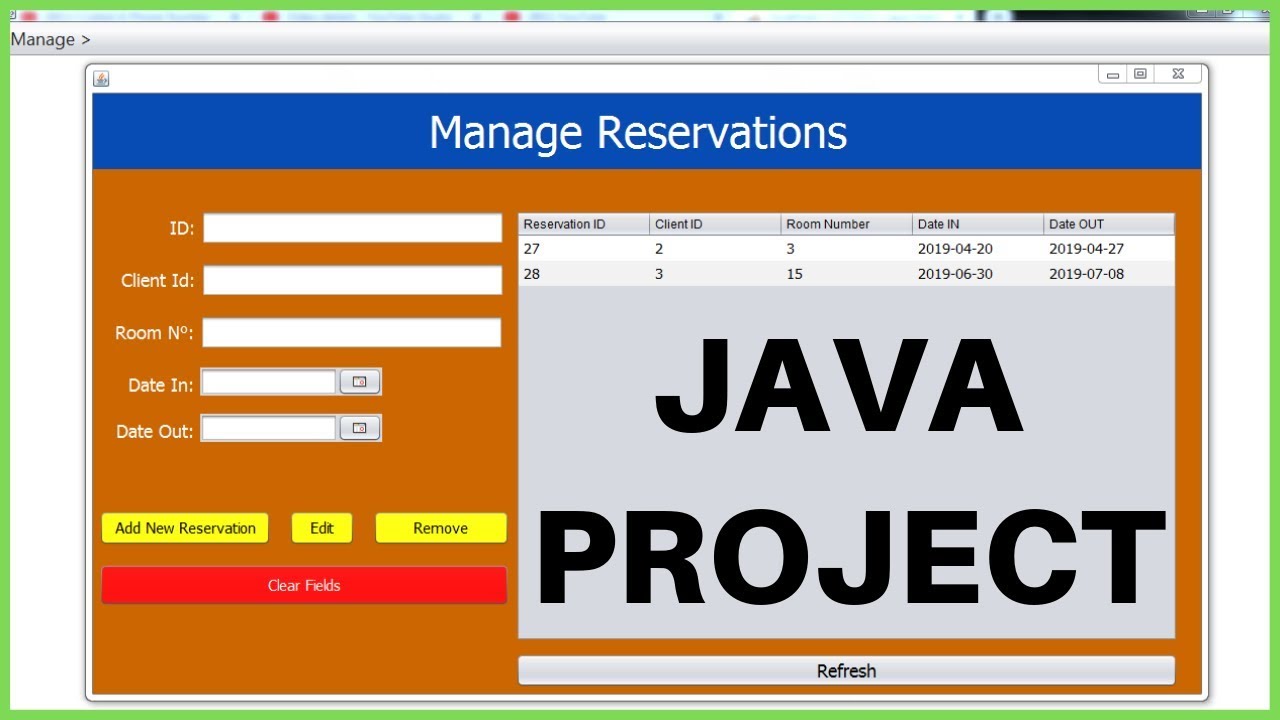 Manage >
Manage Reservations
ID:
Client Id:
Room Nº:
Date In:
Date Out:
Add New Reservation Edit Remove
Clear Fields
Reservation ID Client ID Room Number Date IN Date OUT
27 2 3 2019-04-20 2019-04-27
28 3 15 2019-06-30 2019-07-08
JAVA
PROJECT
Refresh